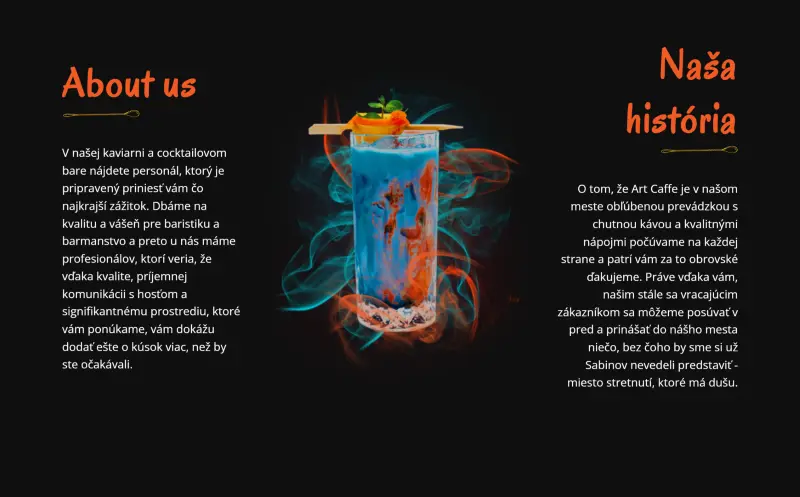 About us
V našej kaviarni a cocktailovom
bare nájdete personál, ktorý je
pripravený priniesť vám čo
najkrajší zážitok. Dbáme na
kvalitu a vášeň pre baristiku a
barmanstvo a preto u nás máme
profesionálov, ktorí veria, že
vďaka kvalite, príjemnej
komunikácii s hosťom a
signifikantnému prostrediu, ktoré
vám ponúkame, vám dokážu
dodať ešte o kúsok viac, než by
ste očakávali.
Naša
história
O tom, že Art Caffe je v našom
meste obľúbenou prevádzkou s
chutnou kávou a kvalitnými
nápojmi počúvame na každej
strane a patrí vám za to obrovské
ďakujeme. Práve vďaka vám,
našim stále sa vracajúcim
zákazníkom sa môžeme posúvať v
pred a prinášať do nášho mesta
niečo, bez čoho by sme si už
Sabinov nevedeli predstaviť -
miesto stretnutí, ktoré má dušu.